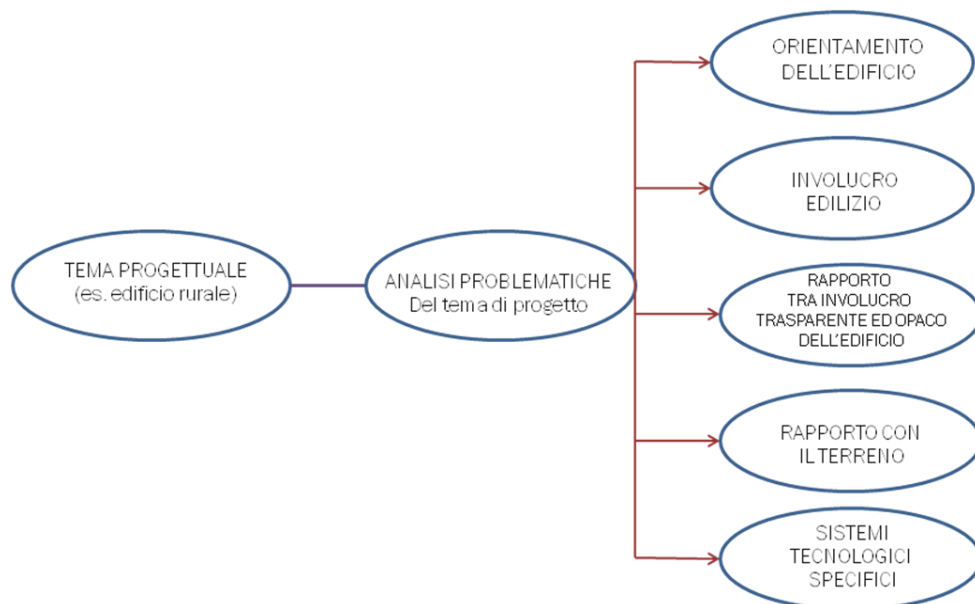 TEMA PROGETTUALE
(es. edificio rurale)
ANALISI PROBLEMATICHE
Del tema di progetto
ORIENTAMENTO
DELL'EDIFICIO
INVOLUCRO
EDILIZIO
RAPPORTO
TRA INVOLUCRO
TRASPARENTE ED OPACO
DELL'EDIFICIO
RAPPORTO CON
IL TERRENO
SISTEMI
TECNOLOGICI
SPECIFICI